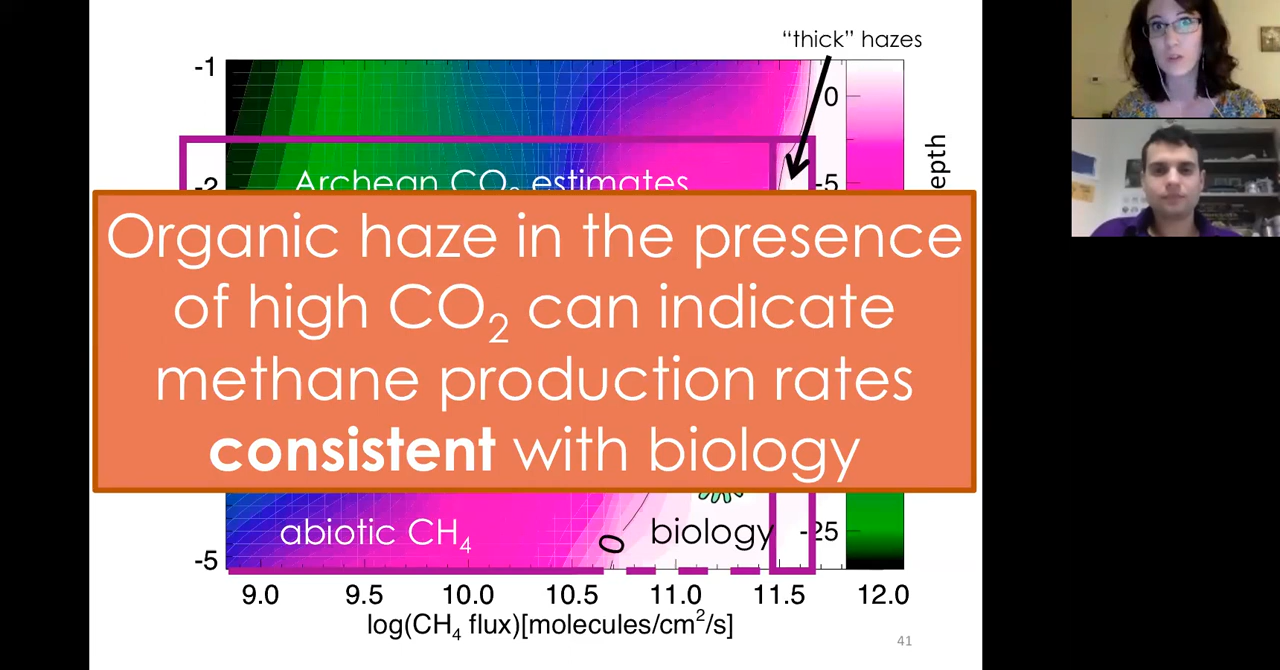 “thick” hazes
-1
0
Archean CO2 estimates
-2
-5
epth
Organic haze in the presence
of high CO2 can indicate
methane production rates
consistent with biology
abiotic CH4
0
biology
-25
-5
9.0 9.5 10.0 10.5 11.0 11.5 12.0
log(CH4 flux)[molecules/cm2/s]
41